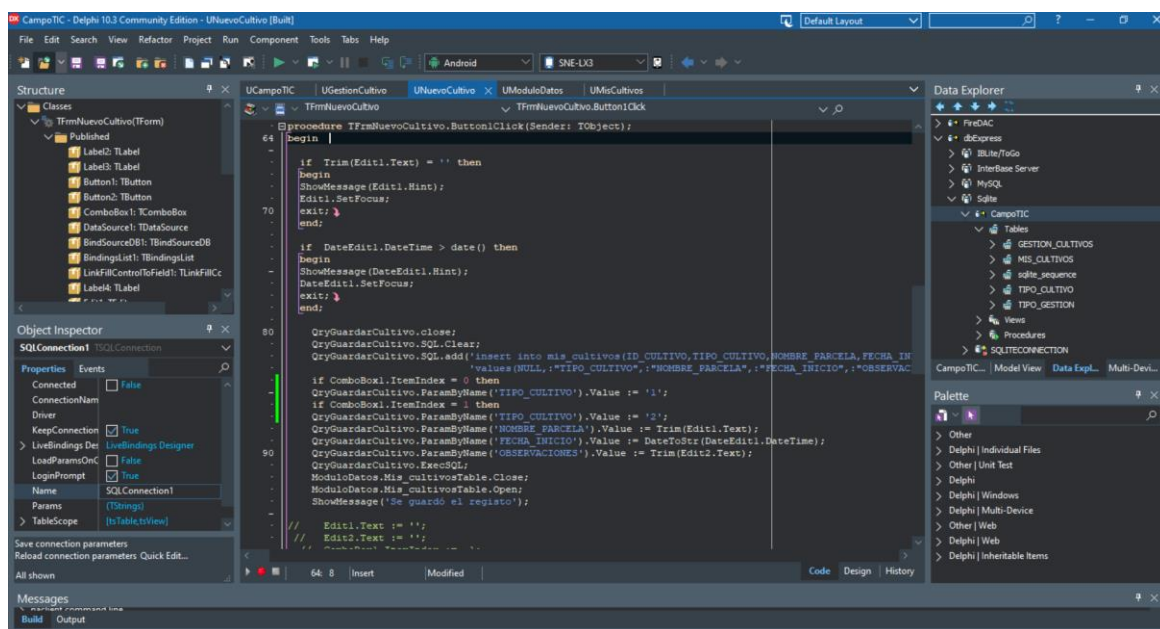 CampoTIC - Delphi 10.3 Community Edition - UNuevoCultivo [Built]
Default Layout
File Edit Search View Refactor Project Run Component Tools Tabs Help
Android
SNE-LX3
Structure
Classes
TFrmNuevoCultivo(TForm)
Published
Label2: TLabel
Label3: TLabel
Button1: TButton
Button2: TButton
ComboBox1: TComboBox
DataSource1: TDataSource
BindSourceDB1: TBindSourceDB
BindingsList1: TBindingsList
LinkFillControlToField1: TLinkFillCc
Label4: TLabel
Object Inspector
SQLConnection1 TSQLConnection
Properties Events
Connected False
ConnectionNam
Driver
KeepConnection True
LiveBindings Des LiveBindings Designer
LoadParamsOnC False
LoginPrompt True
Name SQLConnection1
Params (TStrings)
TableScope [tsTable,tsView]
Save connection parameters
Reload connection parameters Quick Edit...
All shown
UCampoTIC UGestionCultivo UNuevoCultivo UModuloDatos UMisCultivos
TFrmNuevoCultivo TFrmNuevoCultivo.Button1Click
procedure TFrmNuevoCultivo.Button1Click(Sender: TObject);
64 begin
if Trim(Edit1.Text) = '' then
begin
ShowMessage(Edit1.Hint);
Edit1.SetFocus;
70 exit;
end;
if DateEdit1.DateTime > date() then
begin
ShowMessage(DateEdit1.Hint);
DateEdit1.SetFocus;
exit;
end;
80 QryGuardarCultivo.close;
QryGuardarCultivo.SQL.Clear;
QryGuardarCultivo.SQL.add('insert into mis_cultivos(ID_CULTIVO,TIPO_CULTIVO,NOMBRE_PARCELA,FECHA_IN
'values(NULL,:"TIPO_CULTIVO",:"NOMBRE_PARCELA",:"FECHA_INICIO",:"OBSERVAC
if ComboBox1.ItemIndex = 0 then
QryGuardarCultivo.ParamByName('TIPO_CULTIVO').Value := '1';
if ComboBox1.ItemIndex = 1 then
QryGuardarCultivo.ParamByName('TIPO_CULTIVO').Value := '2';
QryGuardarCultivo.ParamByName('NOMBRE_PARCELA').Value := Trim(Edit1.Text);
QryGuardarCultivo.ParamByName('FECHA_INICIO').Value := DateToStr(DateEdit1.DateTime);
90 QryGuardarCultivo.ParamByName('OBSERVACIONES').Value := Trim(Edit2.Text);
QryGuardarCultivo.ExecSQL;
ModuloDatos.Mis_cultivosTable.Close;
ModuloDatos.Mis_cultivosTable.Open;
ShowMessage('Se guardó el registo');
// Edit1.Text := '';
// Edit2.Text := '';
64: 8 Insert Modified
Code Design History
Data Explorer
FireDAC
dbExpress
IBLite/ToGo
InterBase Server
MySQL
Sqlite
CampoTIC
Tables
GESTION_CULTIVOS
MIS_CULTIVOS
sqlite_sequence
TIPO_CULTIVO
TIPO_GESTION
Views
Procedures
SQLITECONNECTION
CampoTIC... Model View Data Expl... Multi-Devi...
Palette
Other
Delphi | Individual Files
Other | Unit Test
Delphi
Delphi | Windows
Delphi | Multi-Device
Other | Web
Delphi | Web
Delphi | Inheritable Items
Messages
Build Output